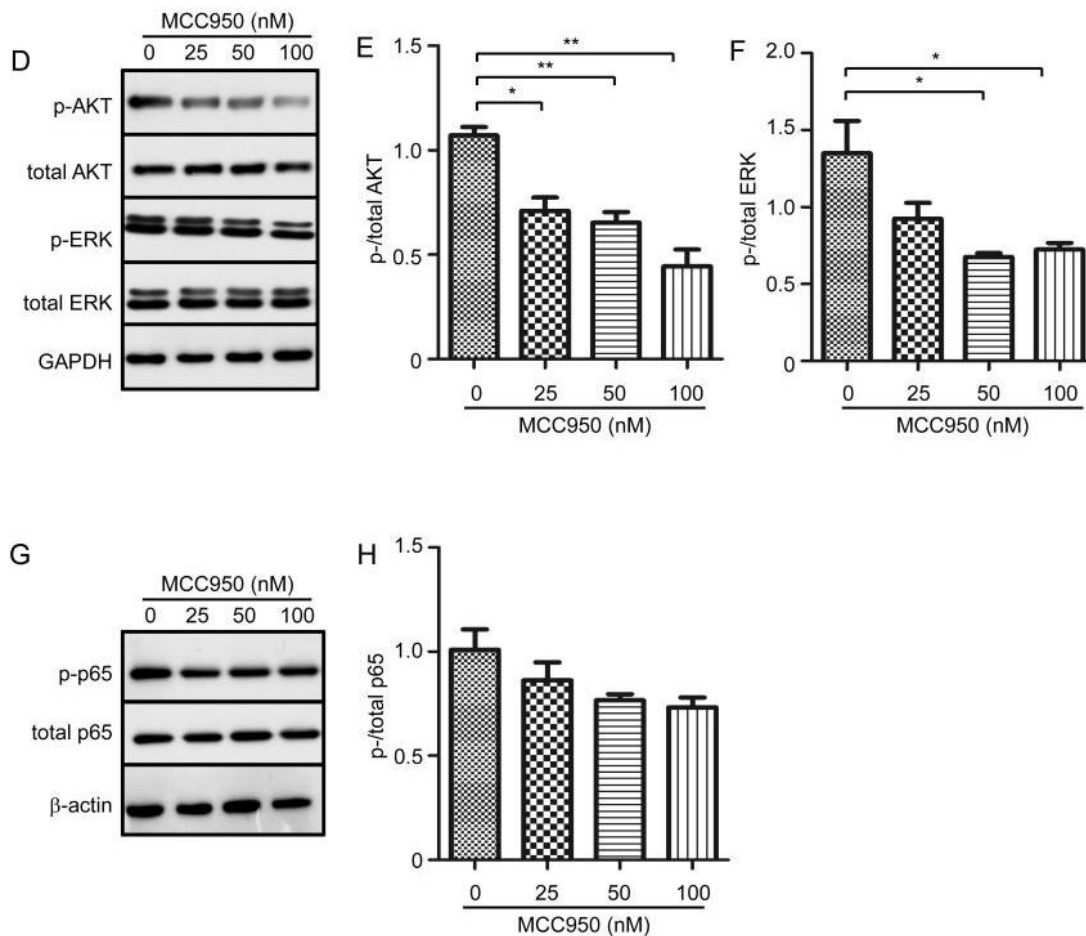 D
MCC950 (nM)
0 25 50 100
p-AKT
total AKT
p-ERK
total ERK
GAPDH
E
p-/total AKT
1.5
1.0
0.5
0
**
**
*
0 25 50 100
MCC950 (nM)
F
p-/total ERK
2.0
1.5
1.0
0.5
0
*
*
0 25 50 100
MCC950 (nM)
G
MCC950 (nM)
0 25 50 100
p-p65
total p65
β-actin
H
p-/total p65
1.5
1.0
0.5
0
0 25 50 100
MCC950 (nM)